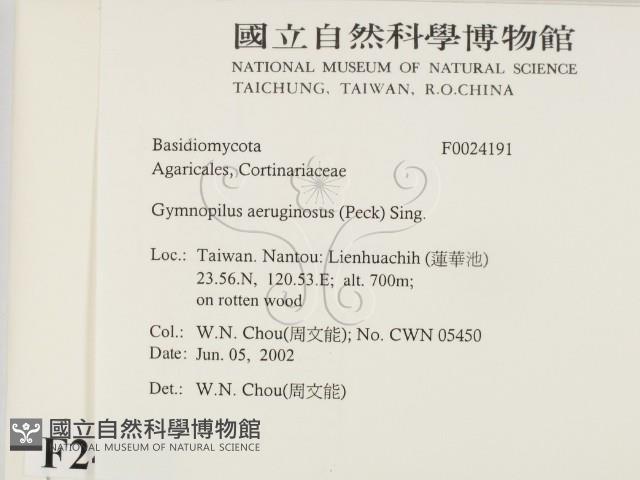 國立自然科學博物館
NATIONAL MUSEUM OF NATURAL SCIENCE
TAICHUNG, TAIWAN, R.O.CHINA
Basidiomycota F0024191
Agaricales, Cortinariaceae
Gymnopilus aeruginosus (Peck) Sing.
Loc.: Taiwan. Nantou: Lienhuachih (蓮華池)
23.56.N, 120.53.E; alt. 700m;
on rotten wood
Col.: W.N. Chou(周文能); No. CWN 05450
Date: Jun. 05, 2002
Det.: W.N. Chou(周文能)
國立自然科學博物館
NATIONAL MUSEUM OF NATURAL SCIENCE